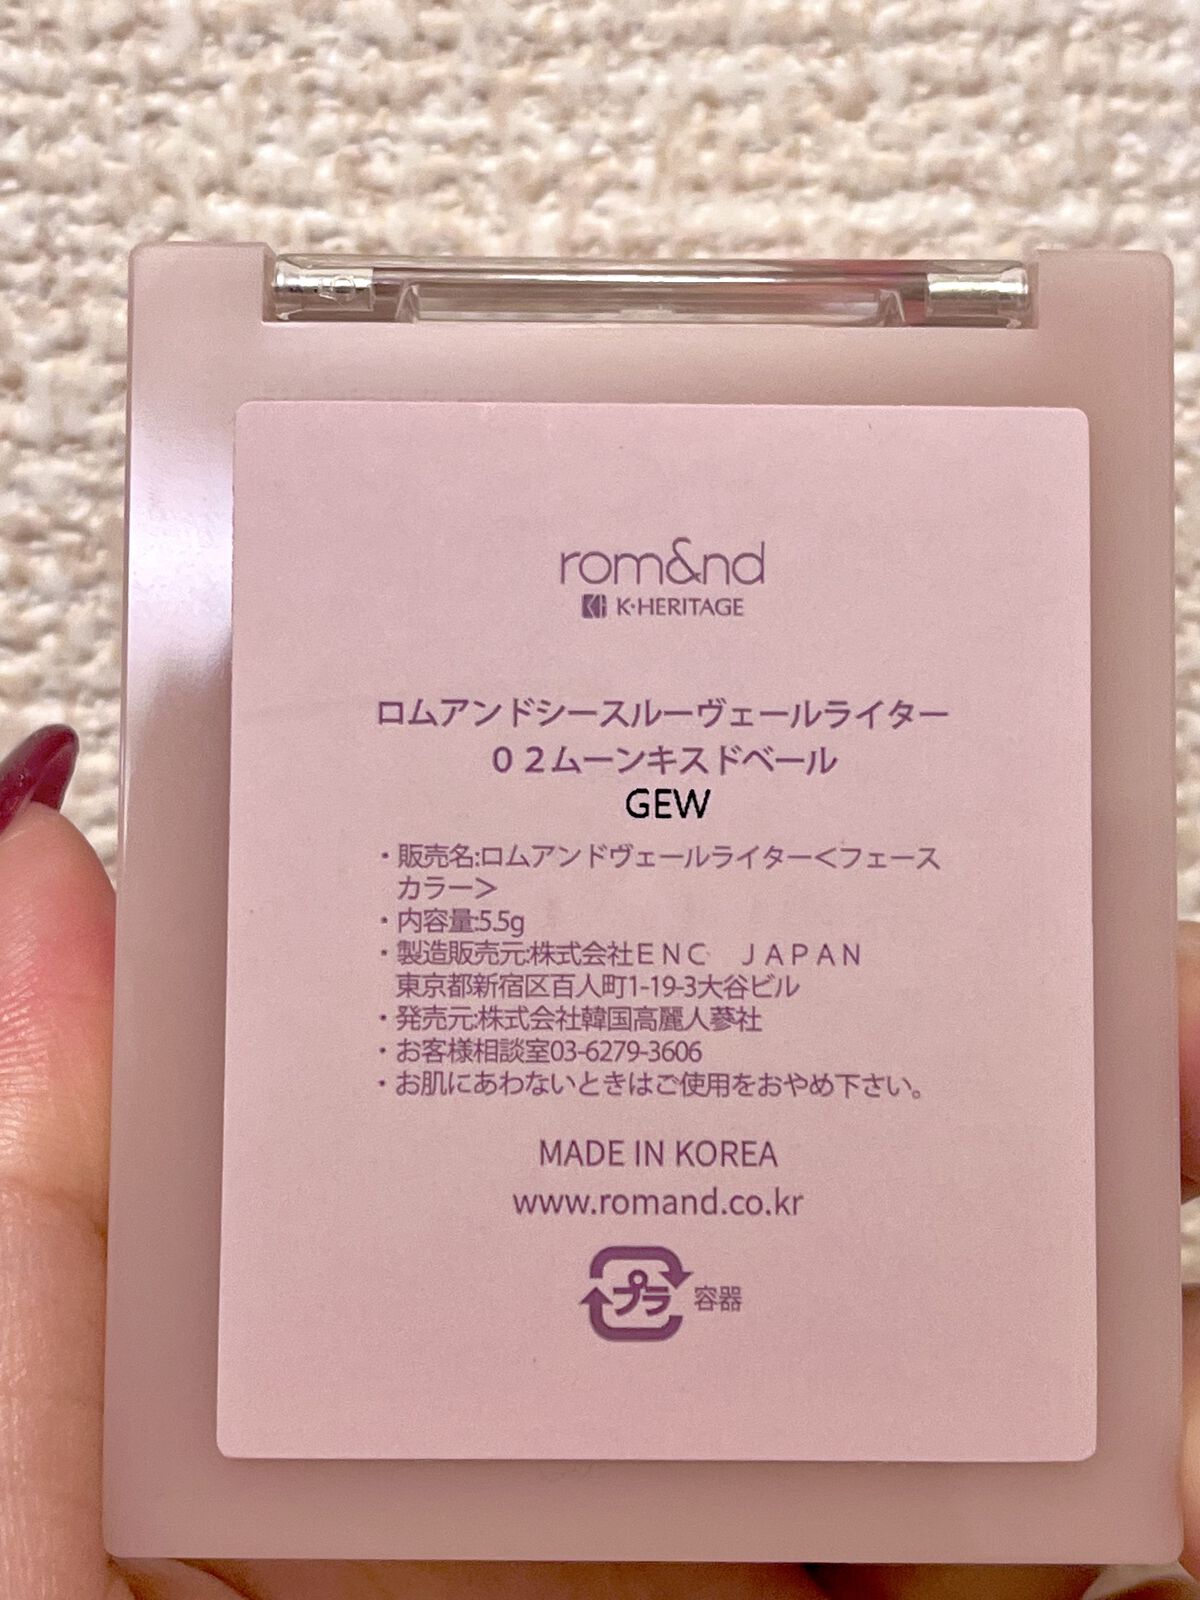 rom&nd
K·HERITAGE
ロムアンドシースルーヴェールライター
０２ムーンキスドベール
GEW
・販売名:ロムアンドヴェールライター＜フェース
カラー＞
・内容量:5.5g
・製造販売元:株式会社ＥＮＣ　ＪＡＰＡＮ
東京都新宿区百人町1-19-3大谷ビル
・発売元:株式会社韓国高麗人蔘社
・お客様相談室03-6279-3606
・お肌にあわないときはご使用をおやめ下さい。
MADE IN KOREA
www.romand.co.kr
プラ 容器